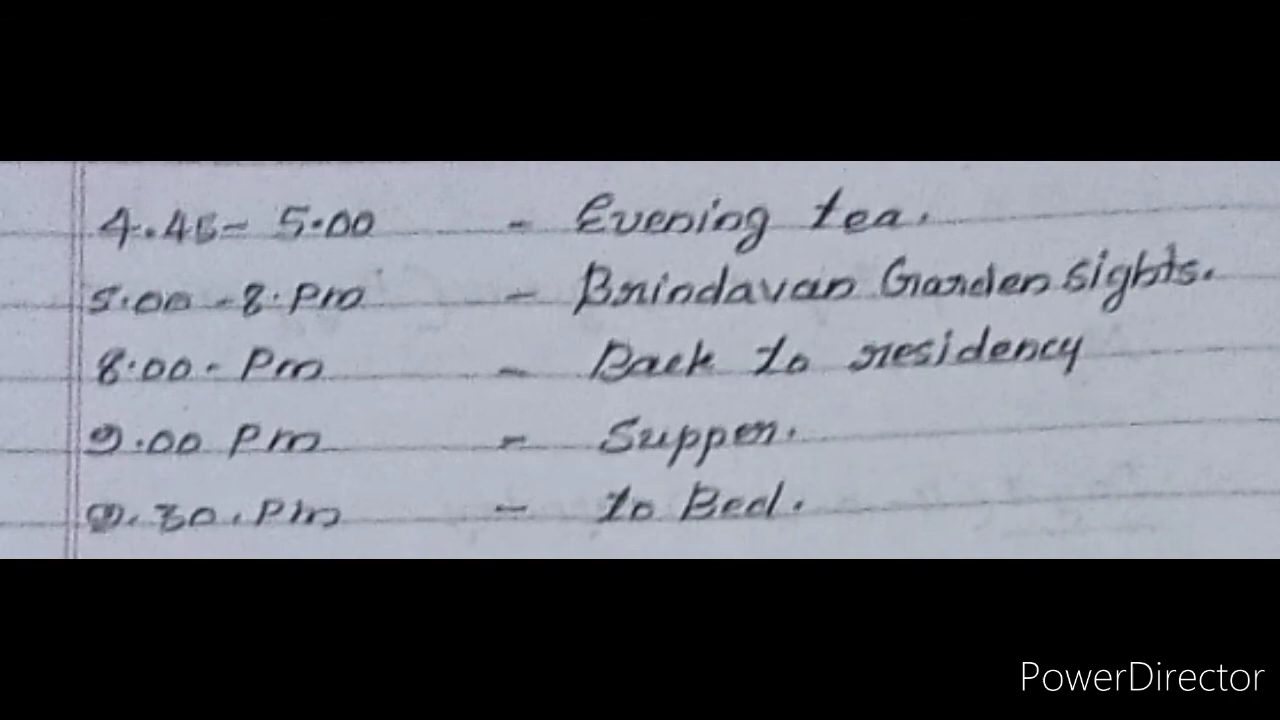 4.45- 5.00 - Evening tea.
5.00 -8. Pm - Brindavan Garden sights.
8.00. Pm - Back to residency
9.00 Pm - Supper.
9.30. Pm - to Bed.
PowerDirector